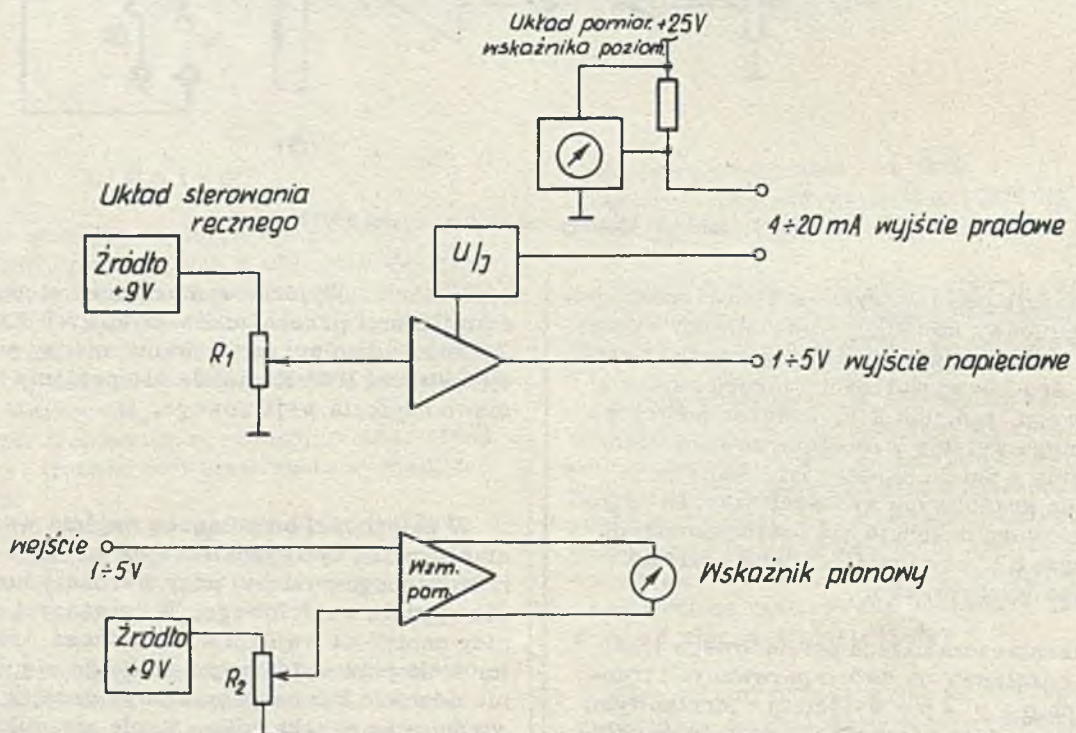 Układ pomiar. +25V
wskaźnika poziom.
Układ sterowania
ręcznego
Źródło
+9V
R1
U/J
4÷20 mA wyjście prądowe
1÷5V wyjście napięciowe
wejście
1÷5V
Wzm.
pom.
Wskaźnik pionowy
Źródło
+9V
R2